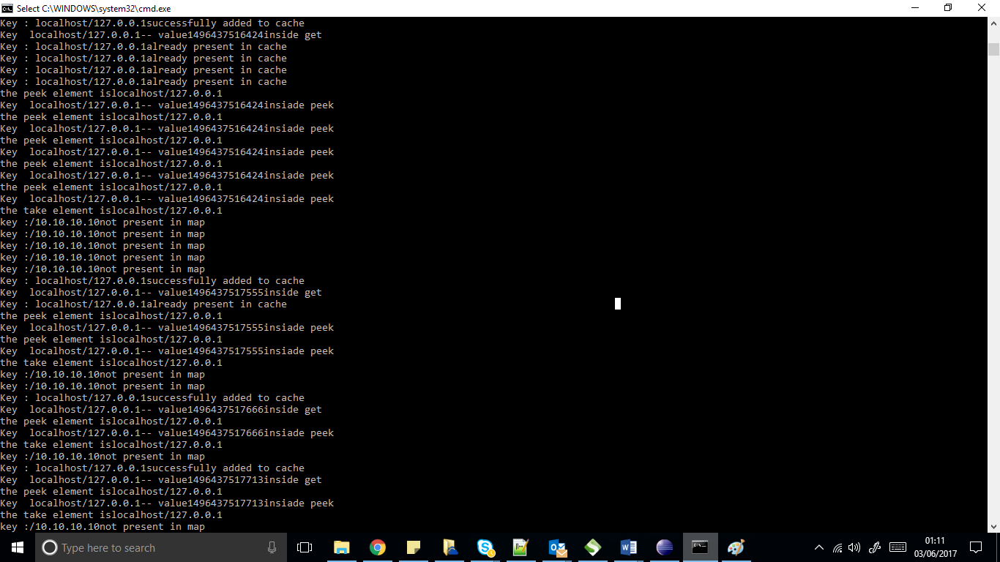 Select C:\WINDOWS\system32\cmd.exe
Key : localhost/127.0.0.1successfully added to cache
Key  localhost/127.0.0.1-- value1496437516424inside get
Key : localhost/127.0.0.1already present in cache
Key : localhost/127.0.0.1already present in cache
Key : localhost/127.0.0.1already present in cache
Key : localhost/127.0.0.1already present in cache
the peek element islocalhost/127.0.0.1
Key  localhost/127.0.0.1-- value1496437516424insiade peek
the peek element islocalhost/127.0.0.1
Key  localhost/127.0.0.1-- value1496437516424insiade peek
the peek element islocalhost/127.0.0.1
Key  localhost/127.0.0.1-- value1496437516424insiade peek
the peek element islocalhost/127.0.0.1
Key  localhost/127.0.0.1-- value1496437516424insiade peek
the peek element islocalhost/127.0.0.1
Key  localhost/127.0.0.1-- value1496437516424insiade peek
the take element islocalhost/127.0.0.1
key :/10.10.10.10not present in map
key :/10.10.10.10not present in map
key :/10.10.10.10not present in map
key :/10.10.10.10not present in map
key :/10.10.10.10not present in map
Key : localhost/127.0.0.1successfully added to cache
Key  localhost/127.0.0.1-- value1496437517555inside get
Key : localhost/127.0.0.1already present in cache
the peek element islocalhost/127.0.0.1
Key  localhost/127.0.0.1-- value1496437517555insiade peek
the peek element islocalhost/127.0.0.1
Key  localhost/127.0.0.1-- value1496437517555insiade peek
the take element islocalhost/127.0.0.1
key :/10.10.10.10not present in map
key :/10.10.10.10not present in map
Key : localhost/127.0.0.1successfully added to cache
Key  localhost/127.0.0.1-- value1496437517666inside get
the peek element islocalhost/127.0.0.1
Key  localhost/127.0.0.1-- value1496437517666insiade peek
the take element islocalhost/127.0.0.1
key :/10.10.10.10not present in map
Key : localhost/127.0.0.1successfully added to cache
Key  localhost/127.0.0.1-- value1496437517713inside get
the peek element islocalhost/127.0.0.1
Key  localhost/127.0.0.1-- value1496437517713insiade peek
the take element islocalhost/127.0.0.1
key :/10.10.10.10not present in map
Type here to search
01:11
03/06/2017